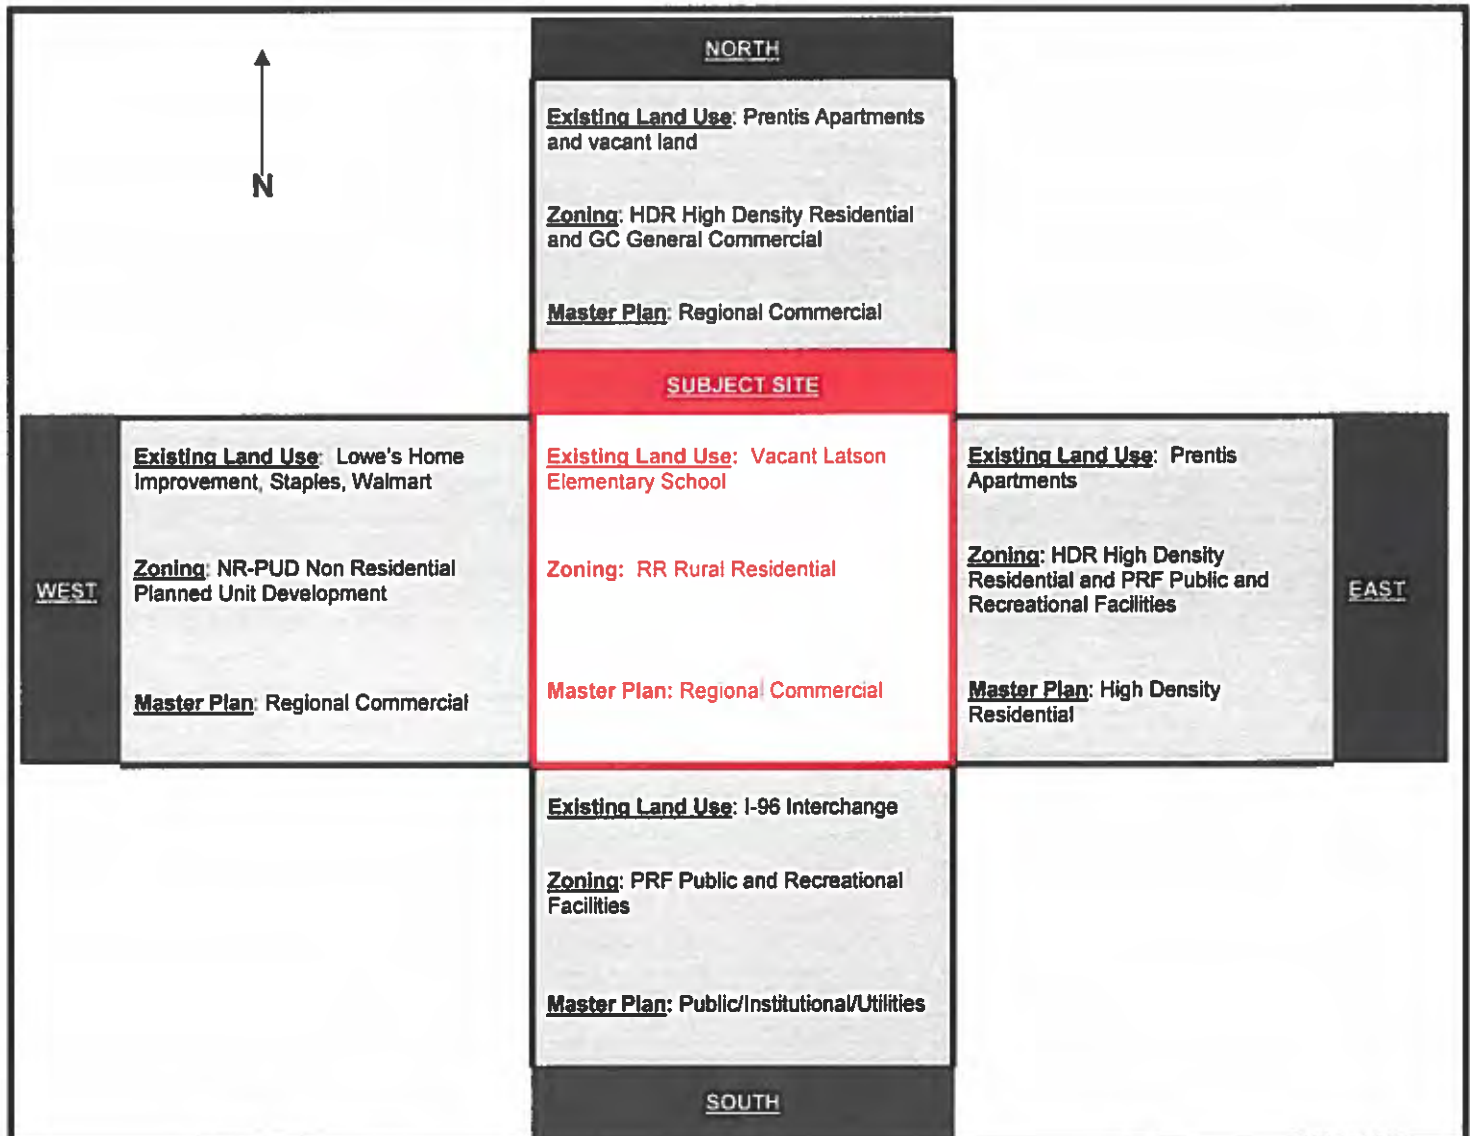 NORTH
Existing Land Use: Prentis Apartments
and vacant land
N
Zoning: HDR High Density Residential
and GC General Commercial
Master Plan: Regional Commercial
SUBJECT SITE
WEST
Existing Land Use: Lowe's Home
Improvement, Staples, Walmart
Zoning: NR-PUD Non Residential
Planned Unit Development
Master Plan: Regional Commercial
Existing Land Use: Vacant Latson
Elementary School
Zoning: RR Rural Residential
Master Plan: Regional Commercial
Existing Land Use: Prentis
Apartments
Zoning: HDR High Density
Residential and PRF Public and
Recreational Facilities
Master Plan: High Density
Residential
EAST
Existing Land Use: I-96 Interchange
Zoning: PRF Public and Recreational
Facilities
Master Plan: Public/Institutional/Utilities
SOUTH